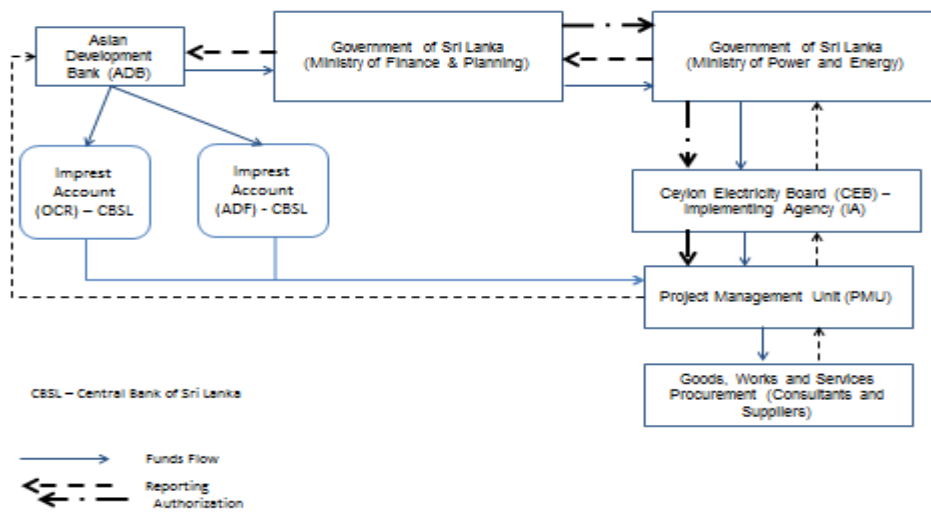 Asian
Development
Bank (ADB)
Government of Sri Lanka
(Ministry of Finance & Planning)
Government of Sri Lanka
(Ministry of Power and Energy)
Imprest
Account
(OCR) – CBSL
Imprest
Account
(ADF) - CBSL
Ceylon Electricity Board (CEB) –
Implementing Agency (IA)
Project Management Unit (PMU)
Goods, Works and Services
Procurement (Consultants and
Suppliers)
CBSL – Central Bank of Sri Lanka
Funds Flow
Reporting
Authorization